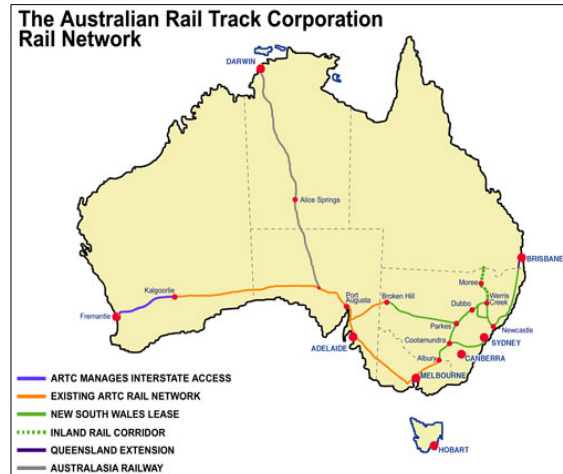 The Australian Rail Track Corporation
Rail Network
DARWIN
Alice Springs
BRISBANE
Moree
Kalgoorlie
Port
Augusta
Broken Hill
Werris
Creek
Dubbo
Fremantle
Parkes
Newcastle
Cootamundra
SYDNEY
ADELAIDE
Albury
CANBERRA
MELBOURNE
ARTC MANAGES INTERSTATE ACCESS
EXISTING ARTC RAIL NETWORK
NEW SOUTH WALES LEASE
INLAND RAIL CORRIDOR
QUEENSLAND EXTENSION
AUSTRALASIA RAILWAY
HOBART